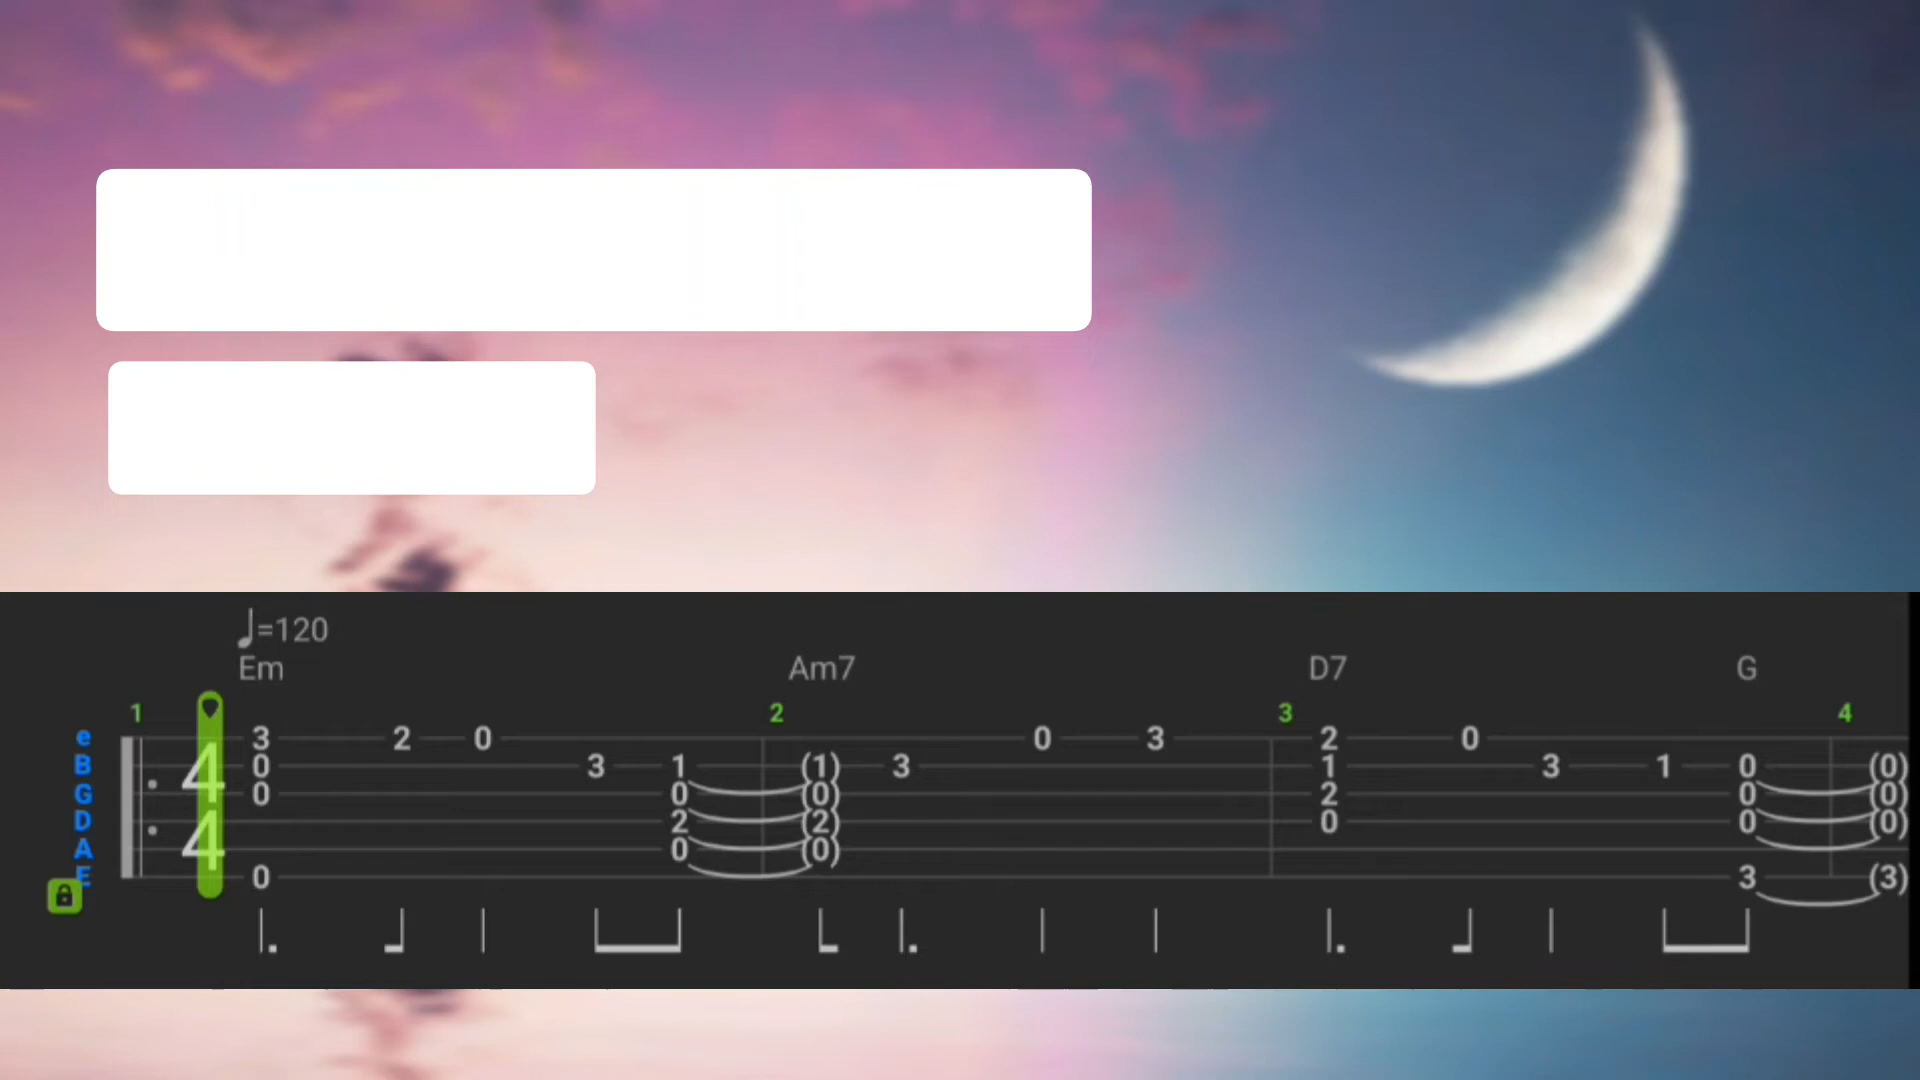 ♩=120
Em Am7 D7 G
1 2 3 4
e 3 2 0 0 3 2 0
B 0 3 1 (1) 3 1 3 1 0 (0)
G 0 0 (0) 2 0 (0)
D 2 (2) 0 0 (0)
A 0 (0)
E 0 3 (3)
4
4